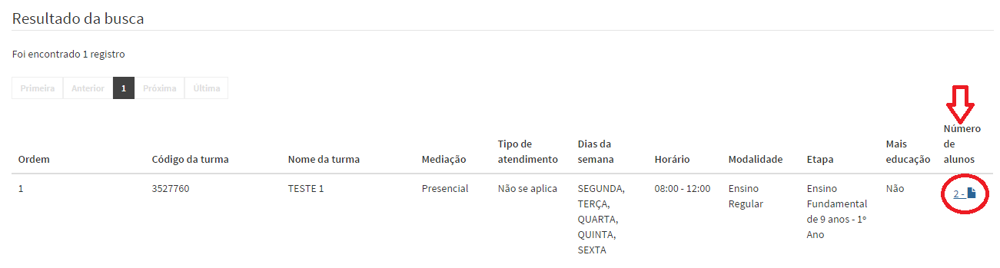 Resultado da busca
Foi encontrado 1 registro
Primeira Anterior 1 Próxima Última
Ordem Código da turma Nome da turma Mediação Tipo de atendimento Dias da semana Horário Modalidade Etapa Mais educação Número de alunos
1 3527760 TESTE 1 Presencial Não se aplica SEGUNDA, TERÇA, QUARTA, QUINTA, SEXTA 08:00 - 12:00 Ensino Regular Ensino Fundamental de 9 anos - 1º Ano Não 2 -